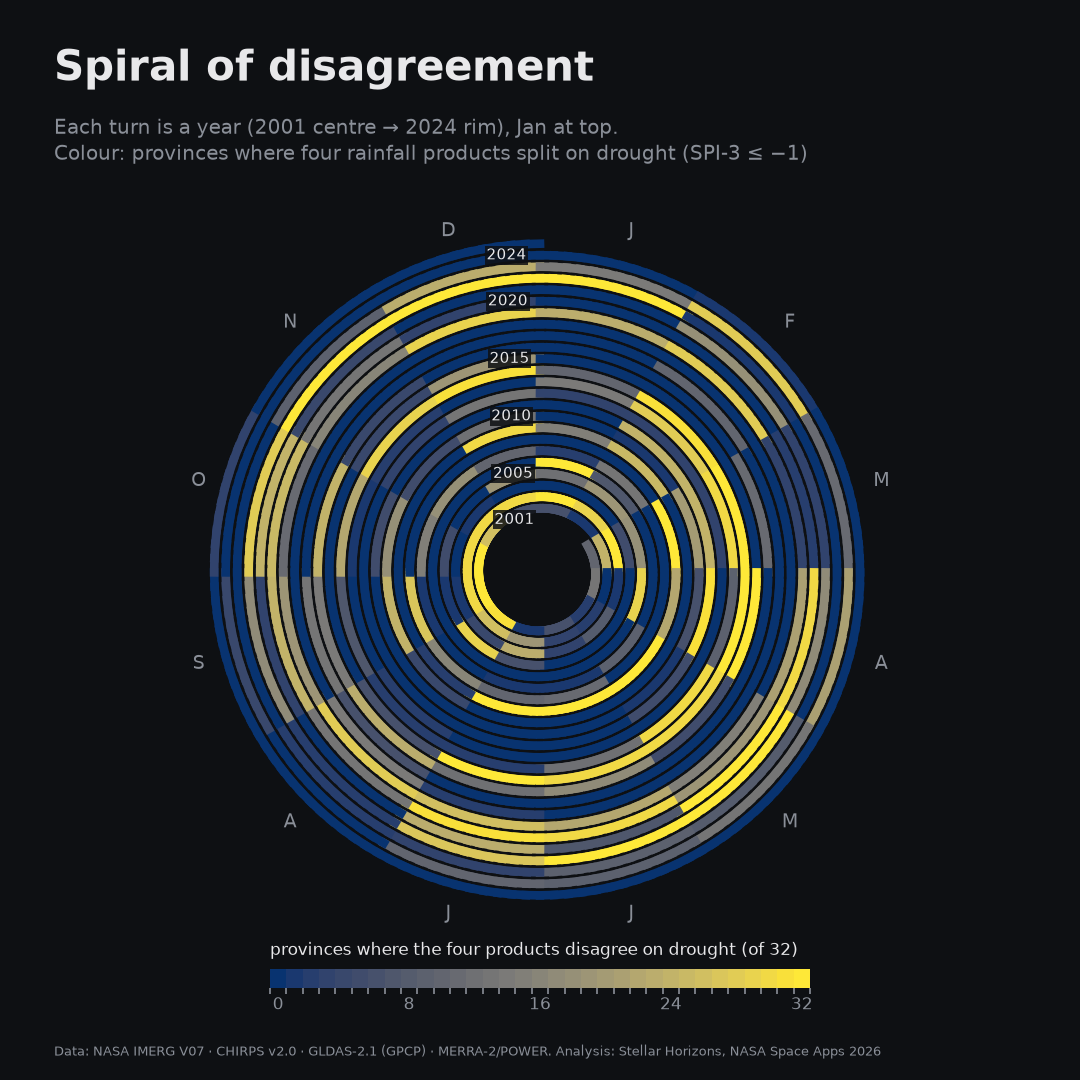 Spiral of disagreement
Each turn is a year (2001 centre → 2024 rim), Jan at top.
Colour: provinces where four rainfall products split on drought (SPI-3 ≤ −1)
D
J
2024
N
2020
F
2015
2010
2005
O
M
2001
S
A
A
M
J
J
provinces where the four products disagree on drought (of 32)
0 8 16 24 32
Data: NASA IMERG V07 · CHIRPS v2.0 · GLDAS-2.1 (GPCP) · MERRA-2/POWER. Analysis: Stellar Horizons, NASA Space Apps 2026